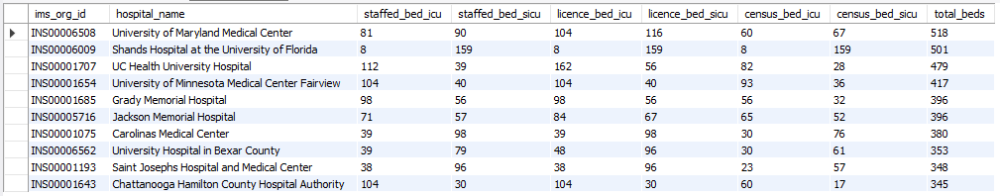 ims_org_id hospital_name staffed_bed_icu staffed_bed_sicu licence_bed_icu licence_bed_sicu census_bed_icu census_bed_sicu total_beds
INS00006508 University of Maryland Medical Center 81 90 104 116 60 67 518
INS00006009 Shands Hospital at the University of Florida 8 159 8 159 8 159 501
INS00001707 UC Health University Hospital 112 39 162 56 82 28 479
INS00001654 University of Minnesota Medical Center Fairview 104 40 104 40 93 36 417
INS00001685 Grady Memorial Hospital 98 56 98 56 56 32 396
INS00005716 Jackson Memorial Hospital 71 57 84 67 65 52 396
INS00001075 Carolinas Medical Center 39 98 39 98 30 76 380
INS00006562 University Hospital in Bexar County 39 79 48 96 30 61 353
INS00001193 Saint Josephs Hospital and Medical Center 38 96 38 96 23 57 348
INS00001643 Chattanooga Hamilton County Hospital Authority 104 30 104 30 60 17 345